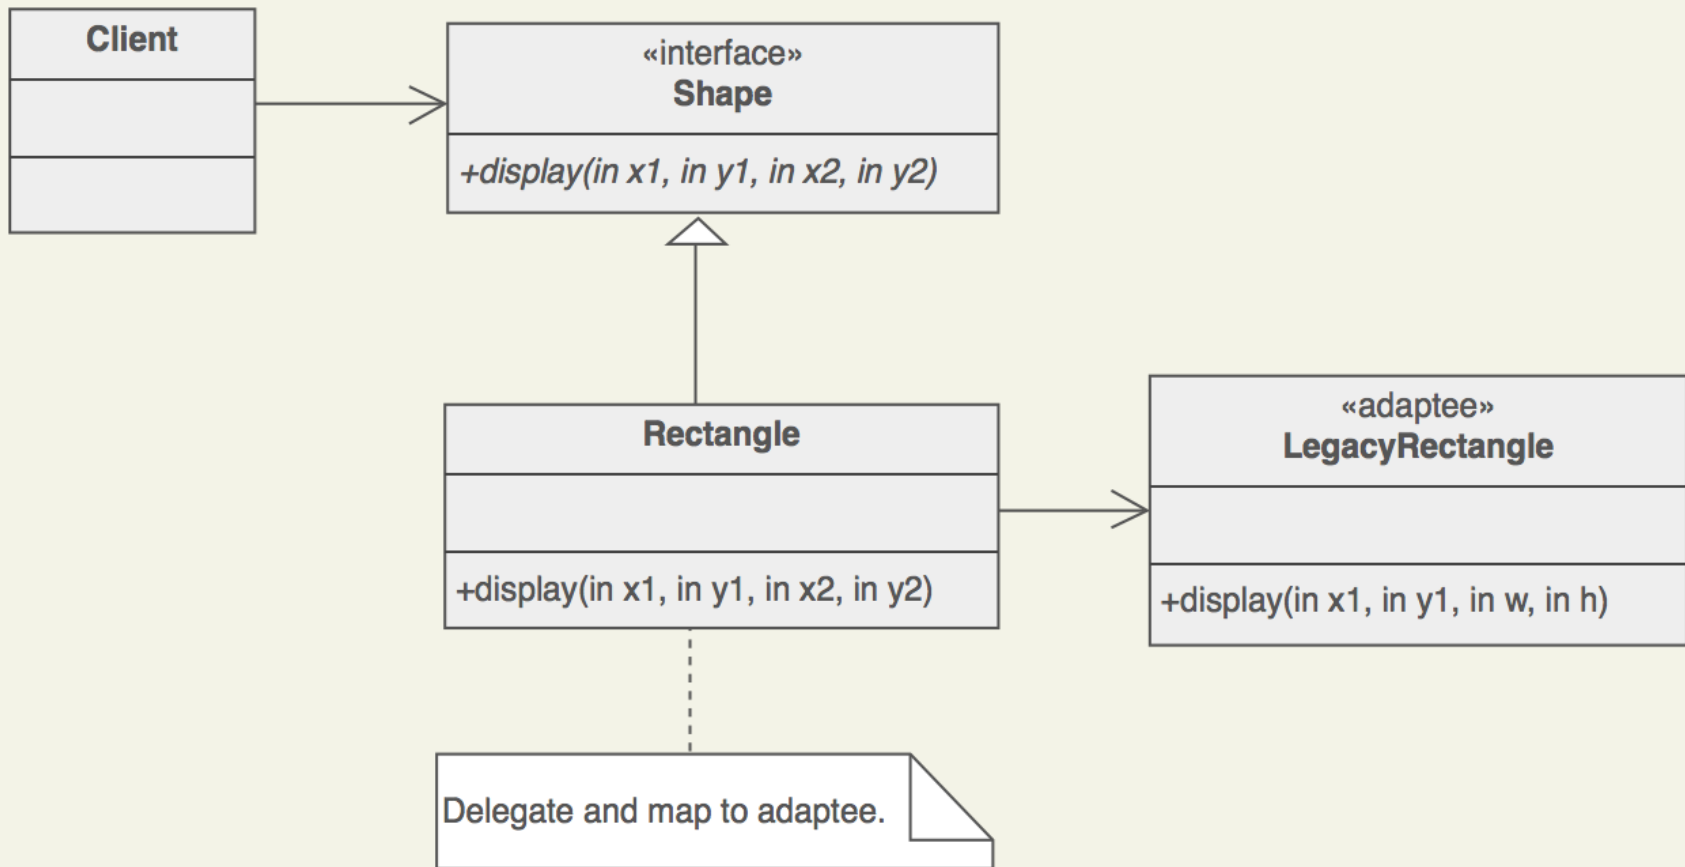 Client
«interface»
Shape
+display(in x1, in y1, in x2, in y2)
Rectangle
+display(in x1, in y1, in x2, in y2)
«adaptee»
LegacyRectangle
+display(in x1, in y1, in w, in h)
Delegate and map to adaptee.